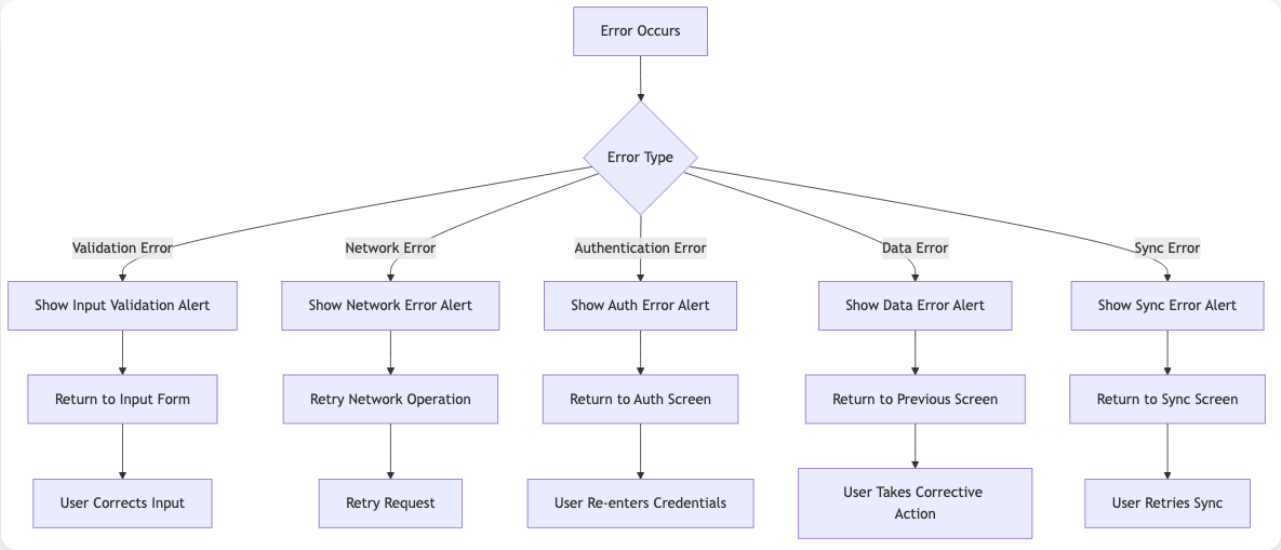 Error Occurs
Error Type
Validation Error
Network Error
Authentication Error
Data Error
Sync Error
Show Input Validation Alert
Show Network Error Alert
Show Auth Error Alert
Show Data Error Alert
Show Sync Error Alert
Return to Input Form
Retry Network Operation
Return to Auth Screen
Return to Previous Screen
Return to Sync Screen
User Corrects Input
Retry Request
User Re-enters Credentials
User Takes Corrective
Action
User Retries Sync